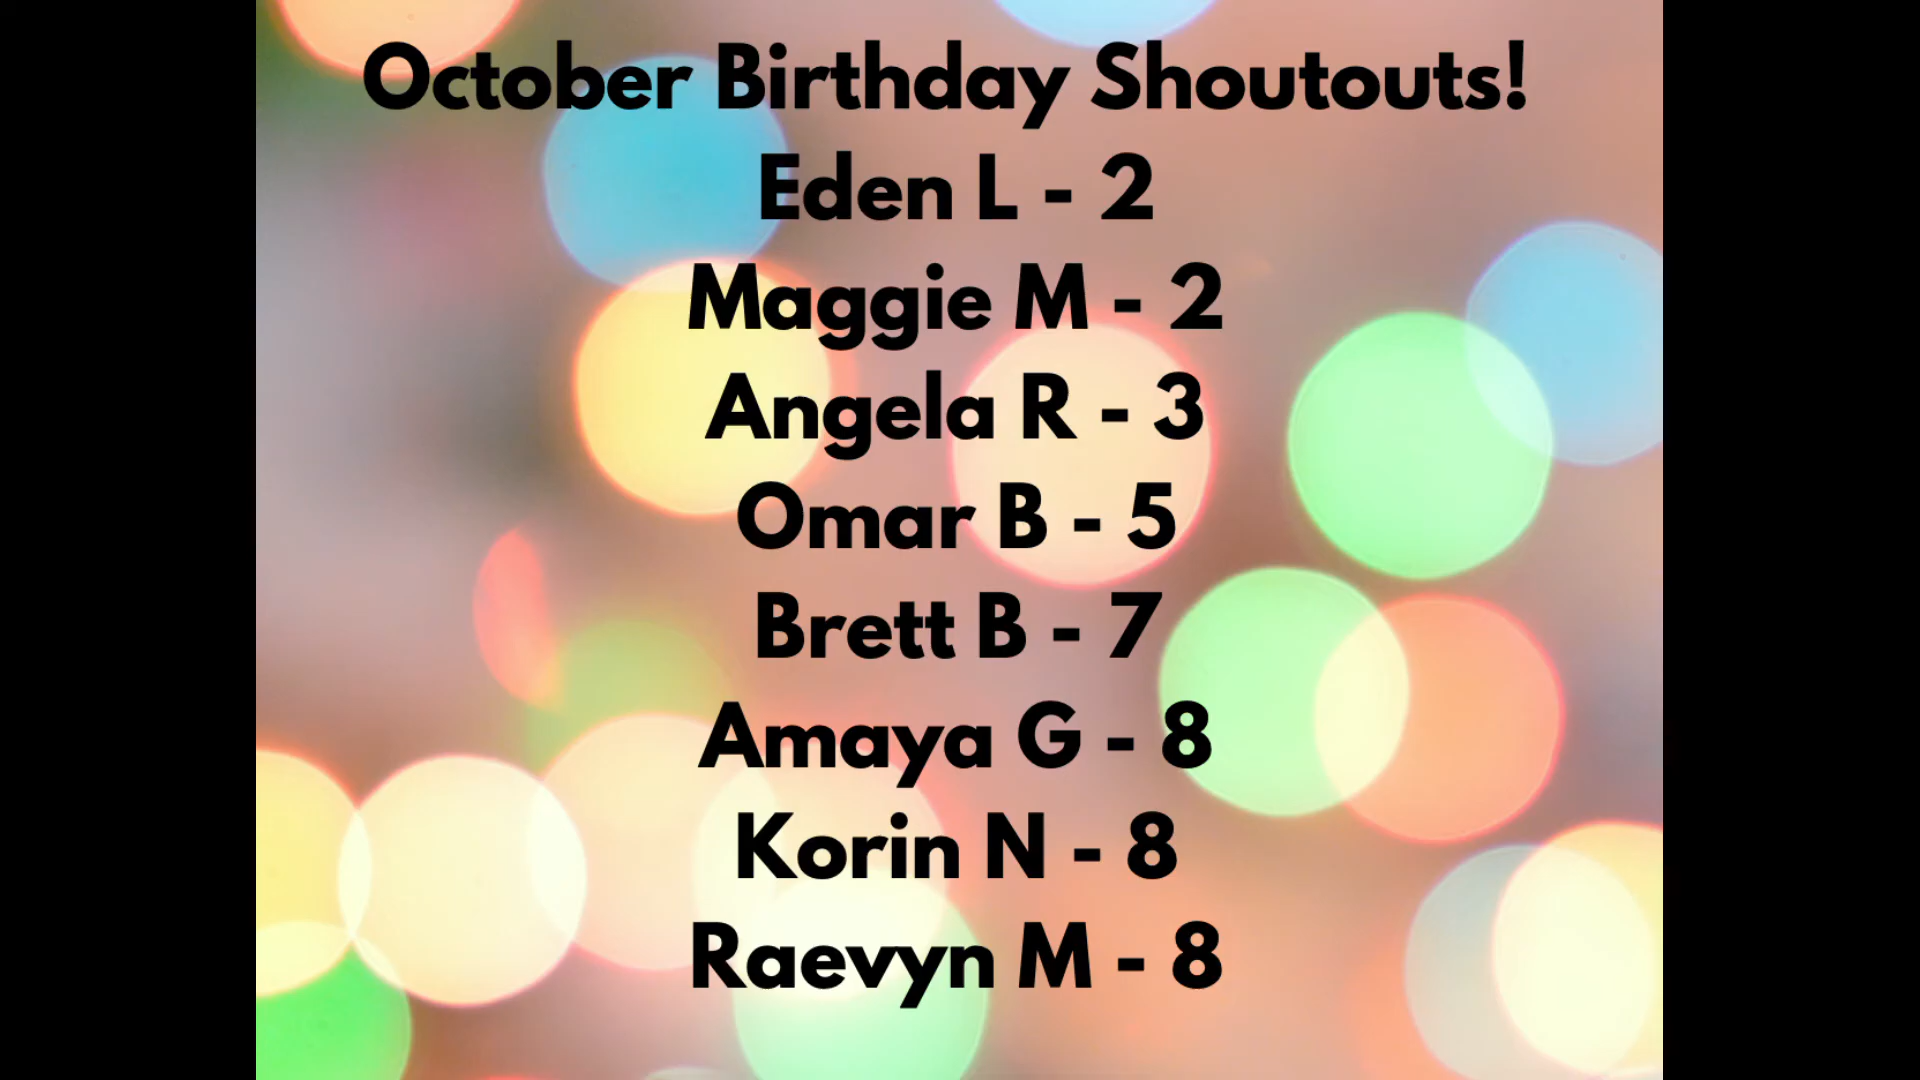 October Birthday Shoutouts!
Eden L - 2
Maggie M - 2
Angela R - 3
Omar B - 5
Brett B - 7
Amaya G - 8
Korin N - 8
Raevyn M - 8